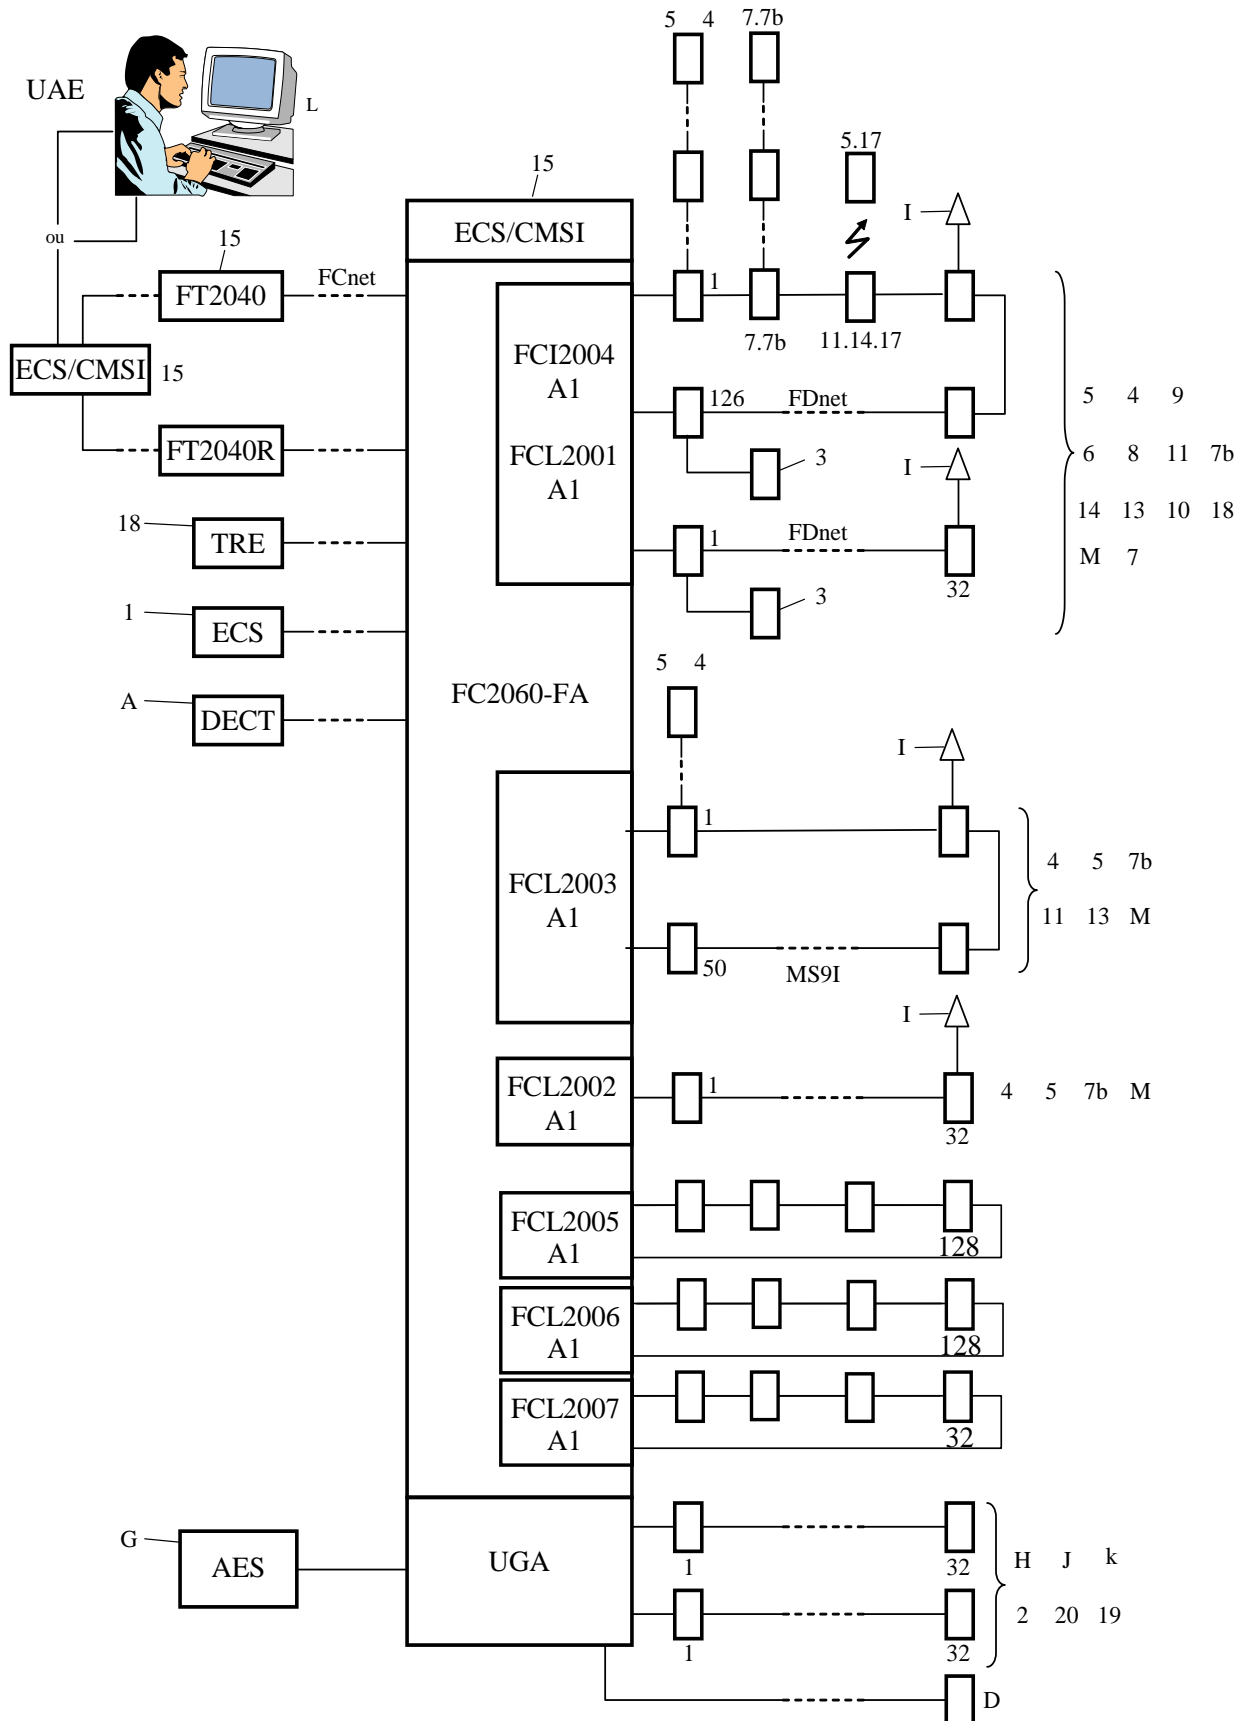 5 4 7.7b
UAE
L
5.17
15
I
ou
ECS/CMSI
15
FCnet
FT2040
1
7.7b
11.14.17
FCI2004
A1
ECS/CMSI
15
126
FDnet
5 4 9
FT2040R
FCL2001
A1
3
I
6 8 11 7b
18
TRE
1
FDnet
14 13 10 18
M 7
32
3
1
ECS
5 4
A
DECT
FC2060-FA
I
1
FCL2003
A1
4 5 7b
11 13 M
50
MS9I
I
FCL2002
A1
1
4 5 7b M
32
FCL2005
A1
128
FCL2006
A1
128
FCL2007
A1
32
G
AES
UGA
1
32
H J k
2 20 19
1
32
D